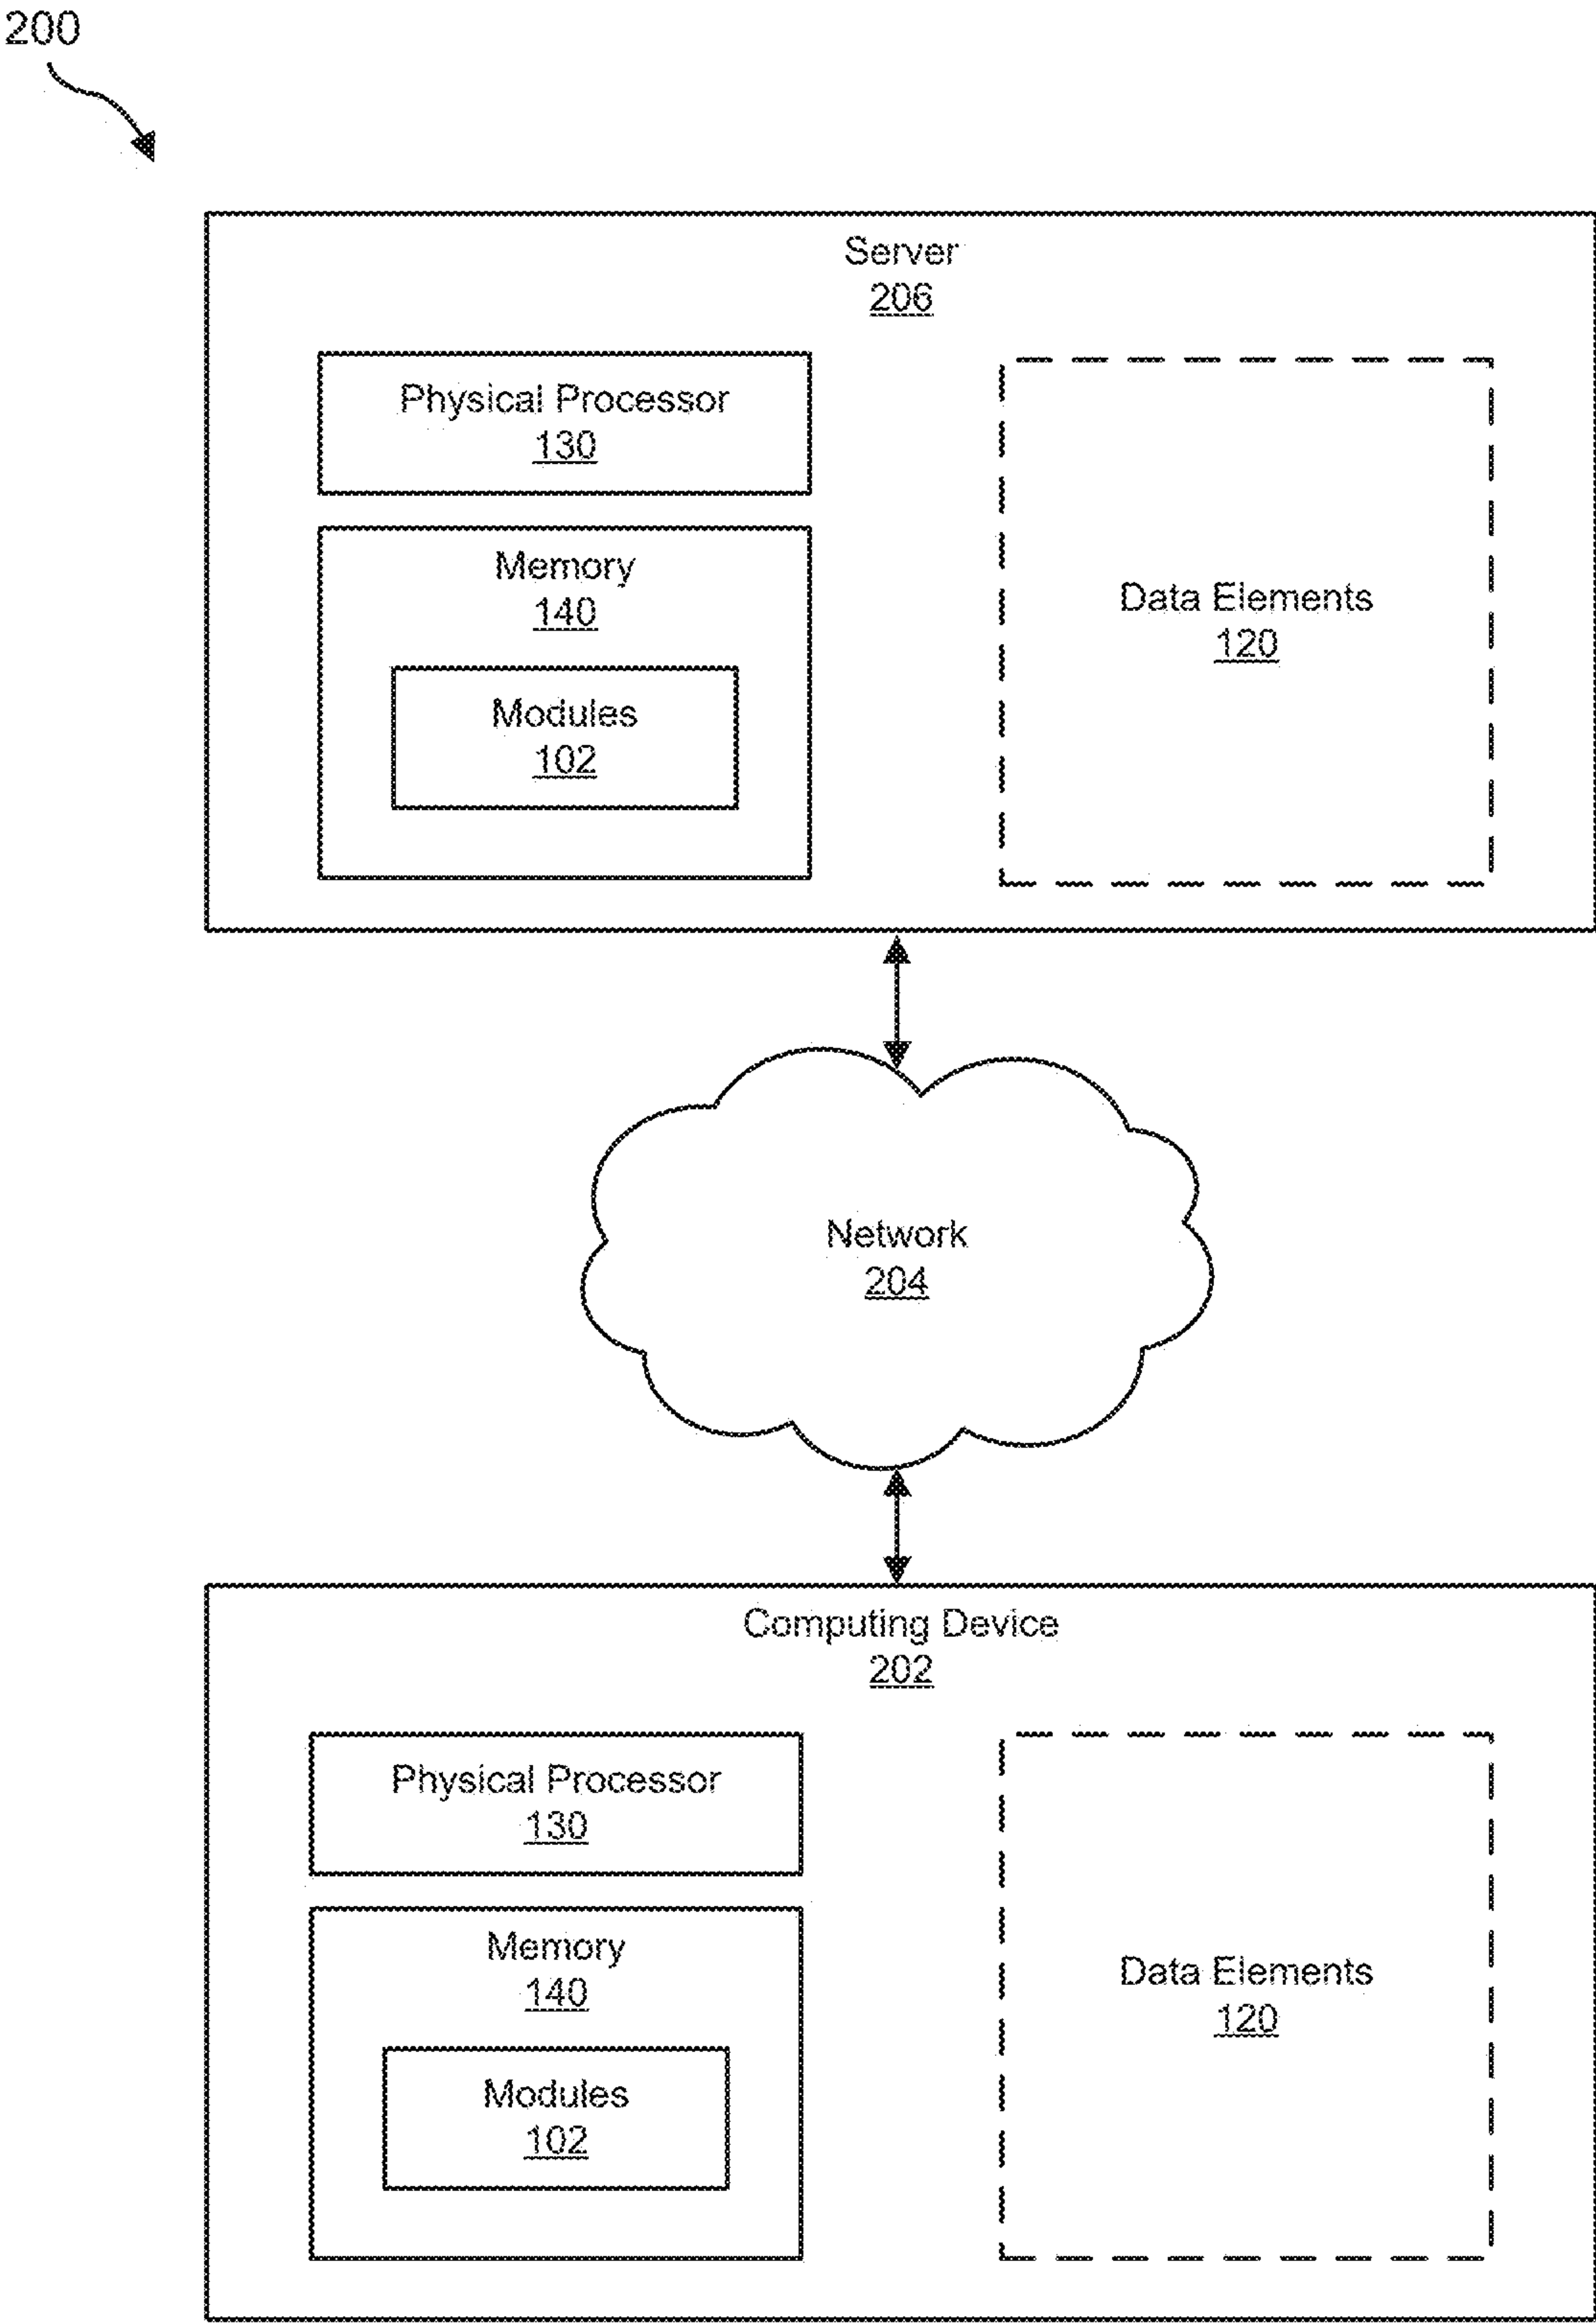 200
Server
206
Physical Processor
130
Memory
140
Modules
102
Data Elements
120
Network
204
Computing Device
202
Physical Processor
130
Memory
140
Modules
102
Data Elements
120